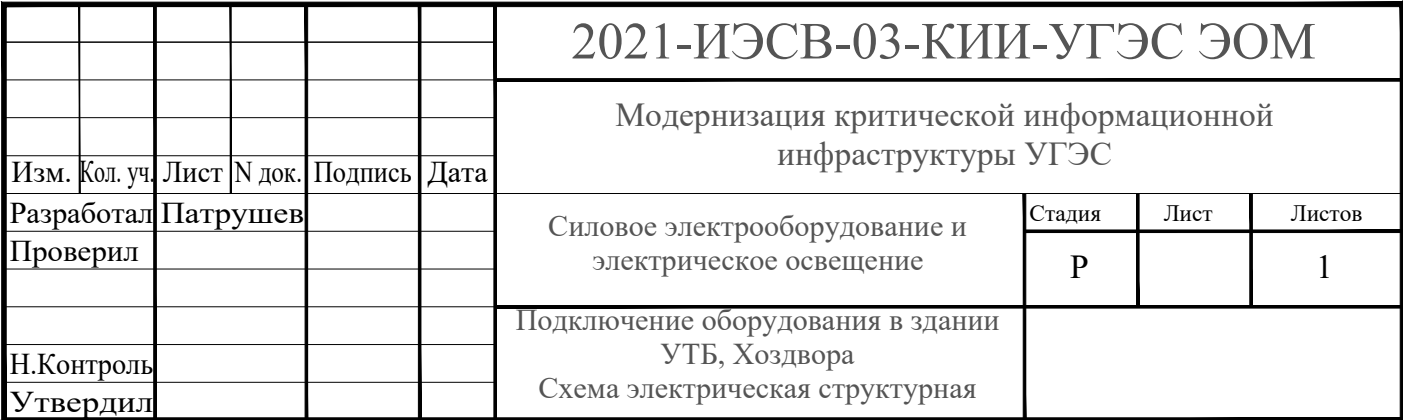 2021-ИЭСВ-03-КИИ-УГЭС ЭОМ
Модернизация критической информационной
инфраструктуры УГЭС
Изм. Кол. уч. Лист N док. Подпись Дата
Разработал Патрушев
Проверил
Н.Контроль
Утвердил
Силовое электрооборудование и
электрическое освещение
Стадия Лист Листов
Р 1
Подключение оборудования в здании
УТБ, Хоздвора
Схема электрическая структурная